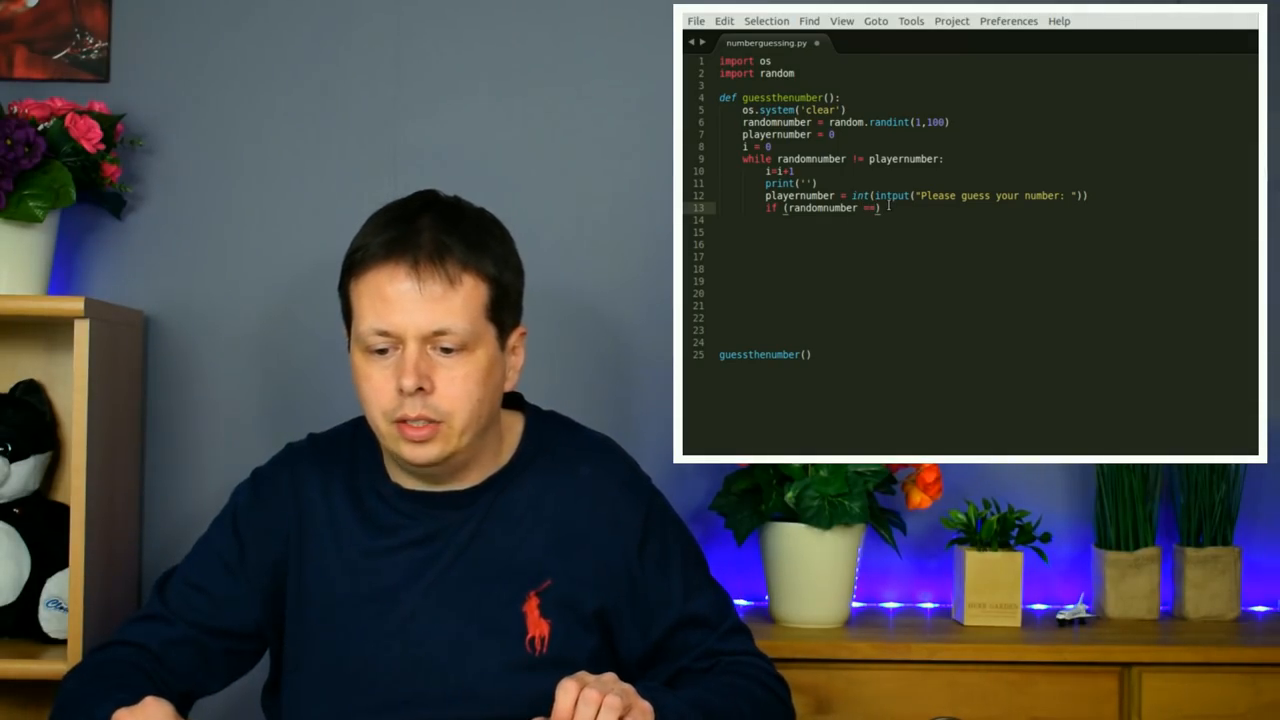 File Edit Selection Find View Goto Tools Project Preferences Help
numberguessing.py
1 import os
2 import random
3
4 def guessthenumber():
5 os.system('clear')
6 randomnumber = random.randint(1,100)
7 playernumber = 0
8 i = 0
9 while randomnumber != playernumber:
10 i=i+1
11 print('')
12 playernumber = int(intput("Please guess your number: "))
13 if (randomnumber ==)
14
15
16
17
18
19
20
21
22
23
24
25 guessthenumber()
HERB GARDEN